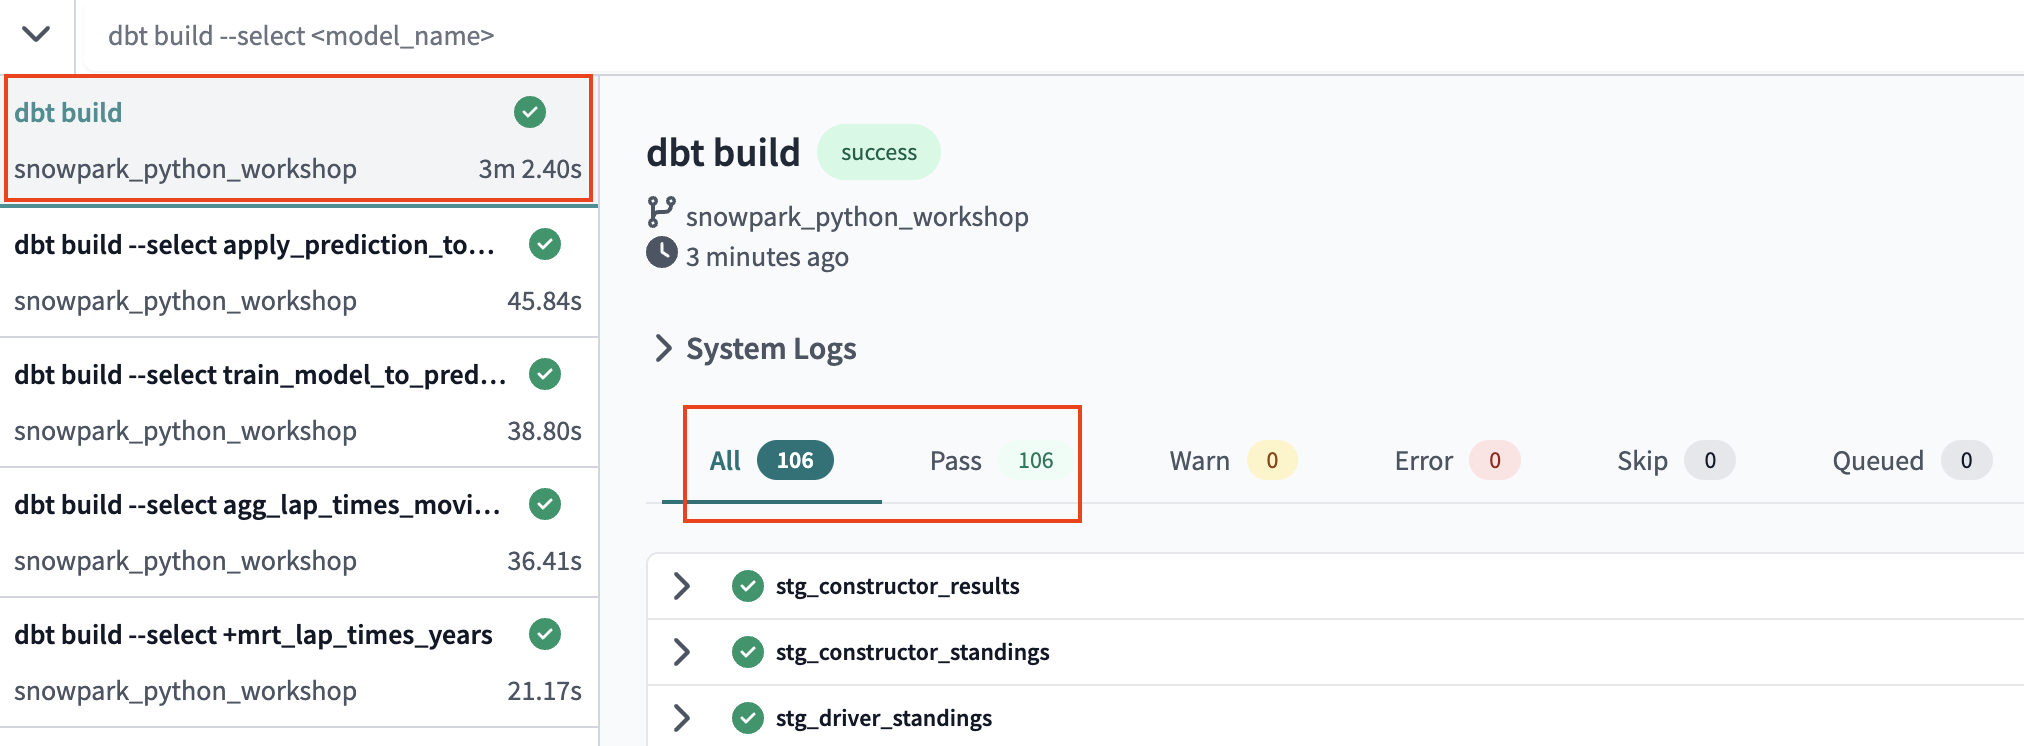 dbt build --select <model_name>
dbt build
snowpark_python_workshop 3m 2.40s
dbt build --select apply_prediction_to...
snowpark_python_workshop 45.84s
dbt build --select train_model_to_pred...
snowpark_python_workshop 38.80s
dbt build --select agg_lap_times_movi...
snowpark_python_workshop 36.41s
dbt build --select +mrt_lap_times_years
snowpark_python_workshop 21.17s
dbt build success
snowpark_python_workshop
3 minutes ago
System Logs
All 106 Pass 106 Warn 0 Error 0 Skip 0 Queued 0
stg_constructor_results
stg_constructor_standings
stg_driver_standings